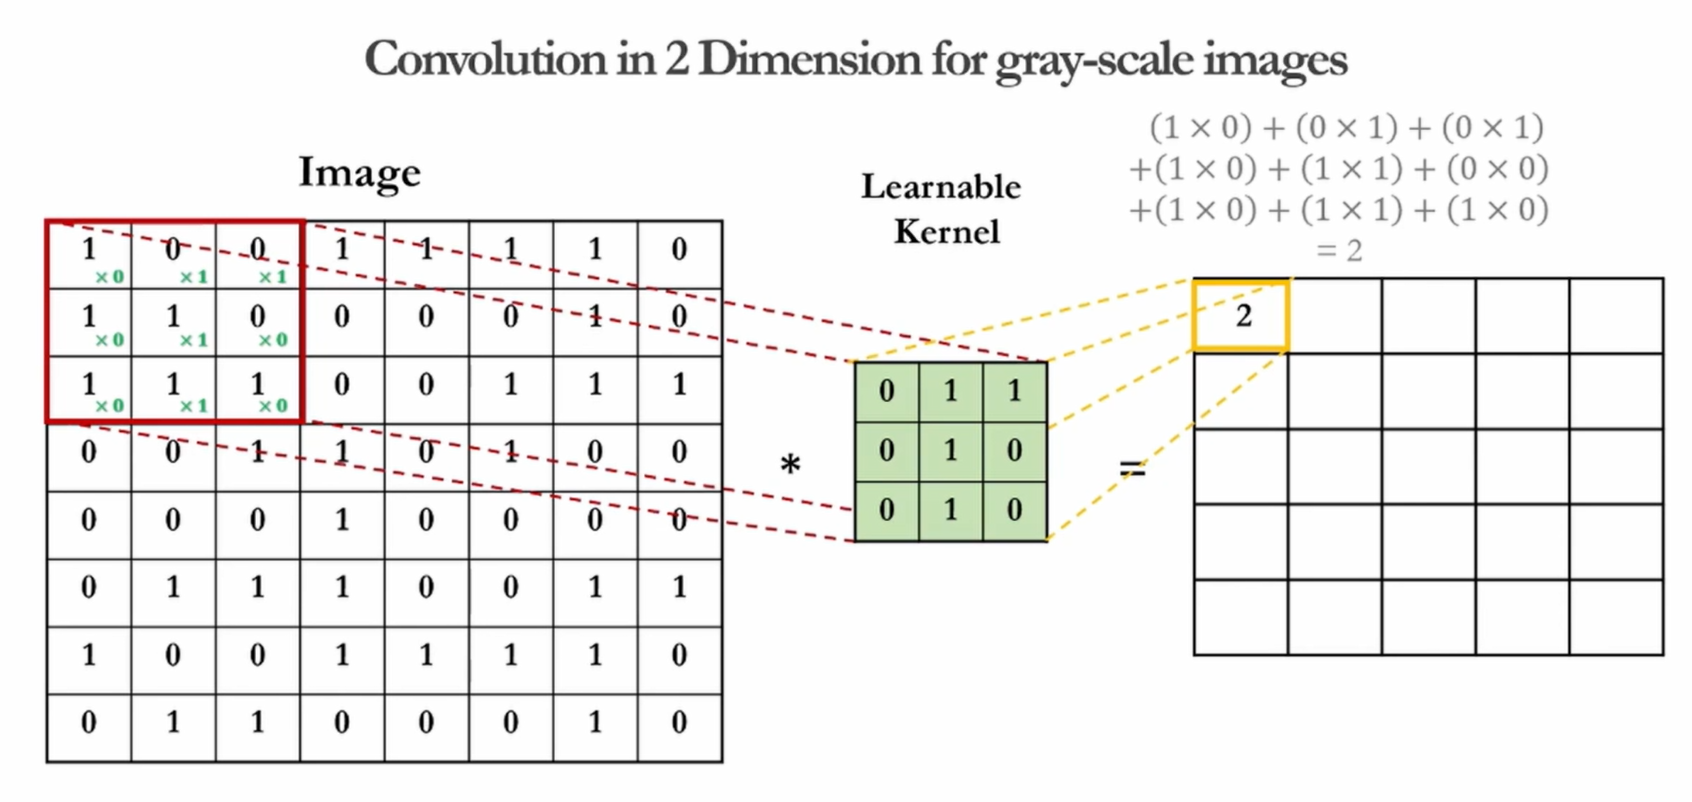 Convolution in 2 Dimension for gray-scale images
(1 × 0) + (0 × 1) + (0 × 1)
+(1 × 0) + (1 × 1) + (0 × 0)
+(1 × 0) + (1 × 1) + (1 × 0)
= 2
Image
Learnable
Kernel
1 0 0 1 1 1 1 0
×0 ×1 ×1
1 1 0 0 0 0 1 0
×0 ×1 ×0
1 1 1 0 0 1 1 1
×0 ×1 ×0
0 0 1 1 0 1 0 0
0 0 0 1 0 0 0 0
0 1 1 1 0 0 1 1
1 0 0 1 1 1 1 0
0 1 1 0 0 0 1 0
*
0 1 1
0 1 0
0 1 0
=
2